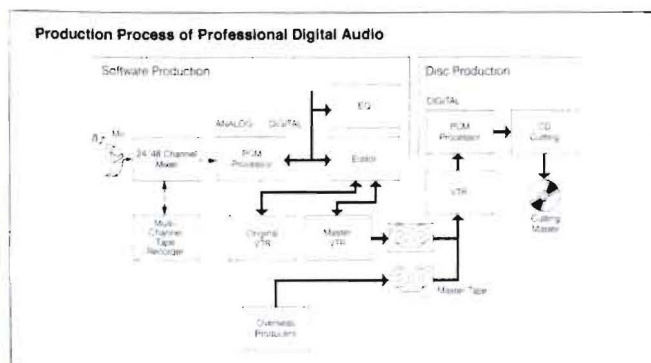 Production Process of Professional Digital Audio
Software Production
Disc Production
EQ
ANALOG DIGITAL
DIGITAL
Mic
24/48 Channel
Mixer
PCM
Processor
Editor
PCM
Processor
CD
Cutting
VTR
Cutting
Master
Multi-
Channel
Tape
Recorder
Original
VTR
Master
VTR
Master Tape
Overseas
Producers